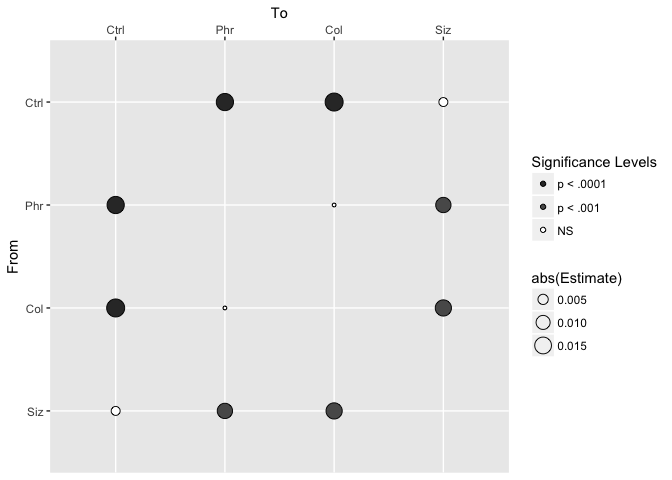 To
Ctrl Phr Col Siz
From
Ctrl
Phr
Col
Siz
Significance Levels
p < .0001
p < .001
NS
abs(Estimate)
0.005
0.010
0.015